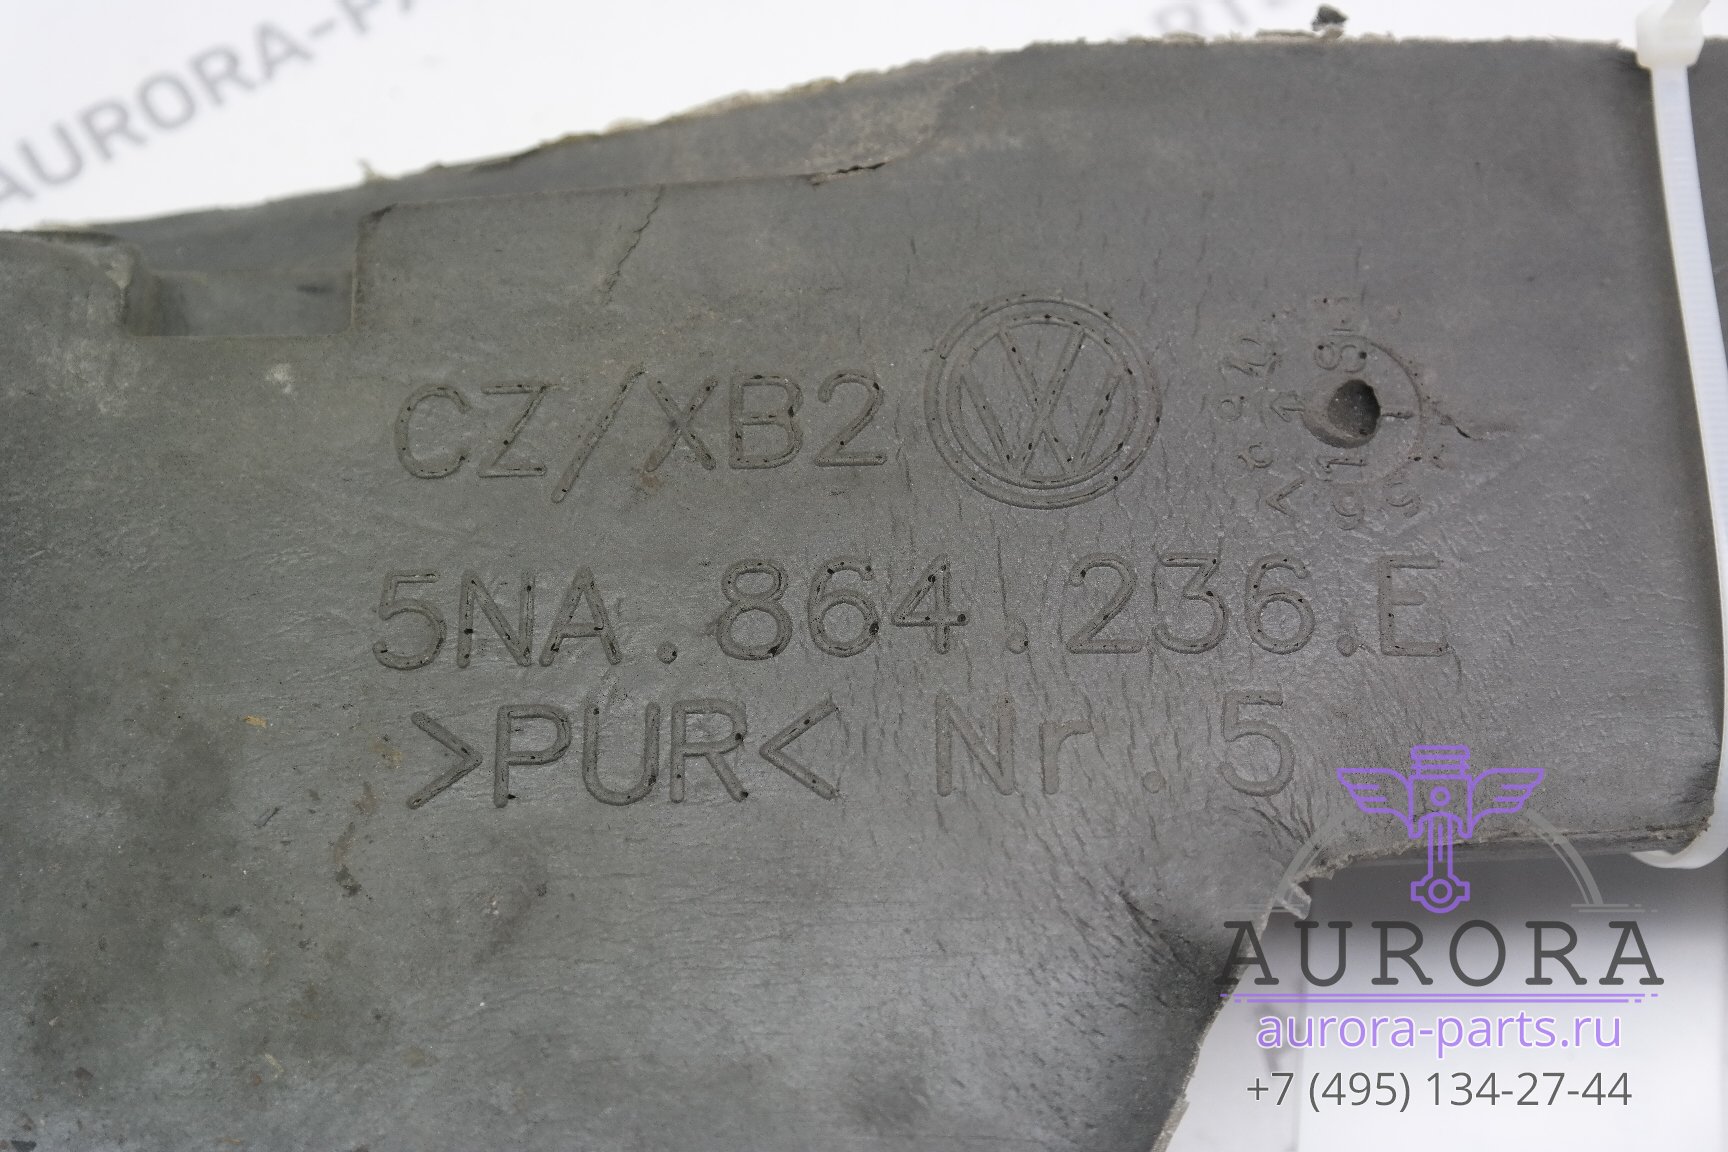 AURORA-PA
CZ/XB2
5NA.864.236.E
>PUR< Nr.5
AURORA
aurora-parts.ru
+7 (495) 134-27-44